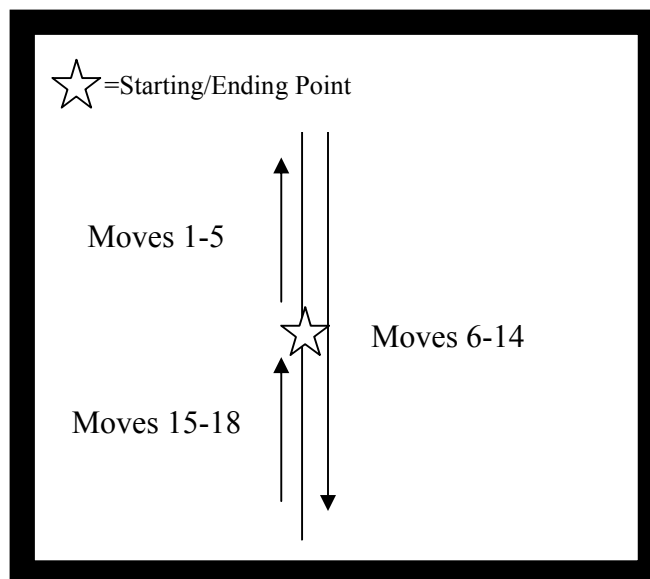 =Starting/Ending Point
Moves 1-5
Moves 6-14
Moves 15-18